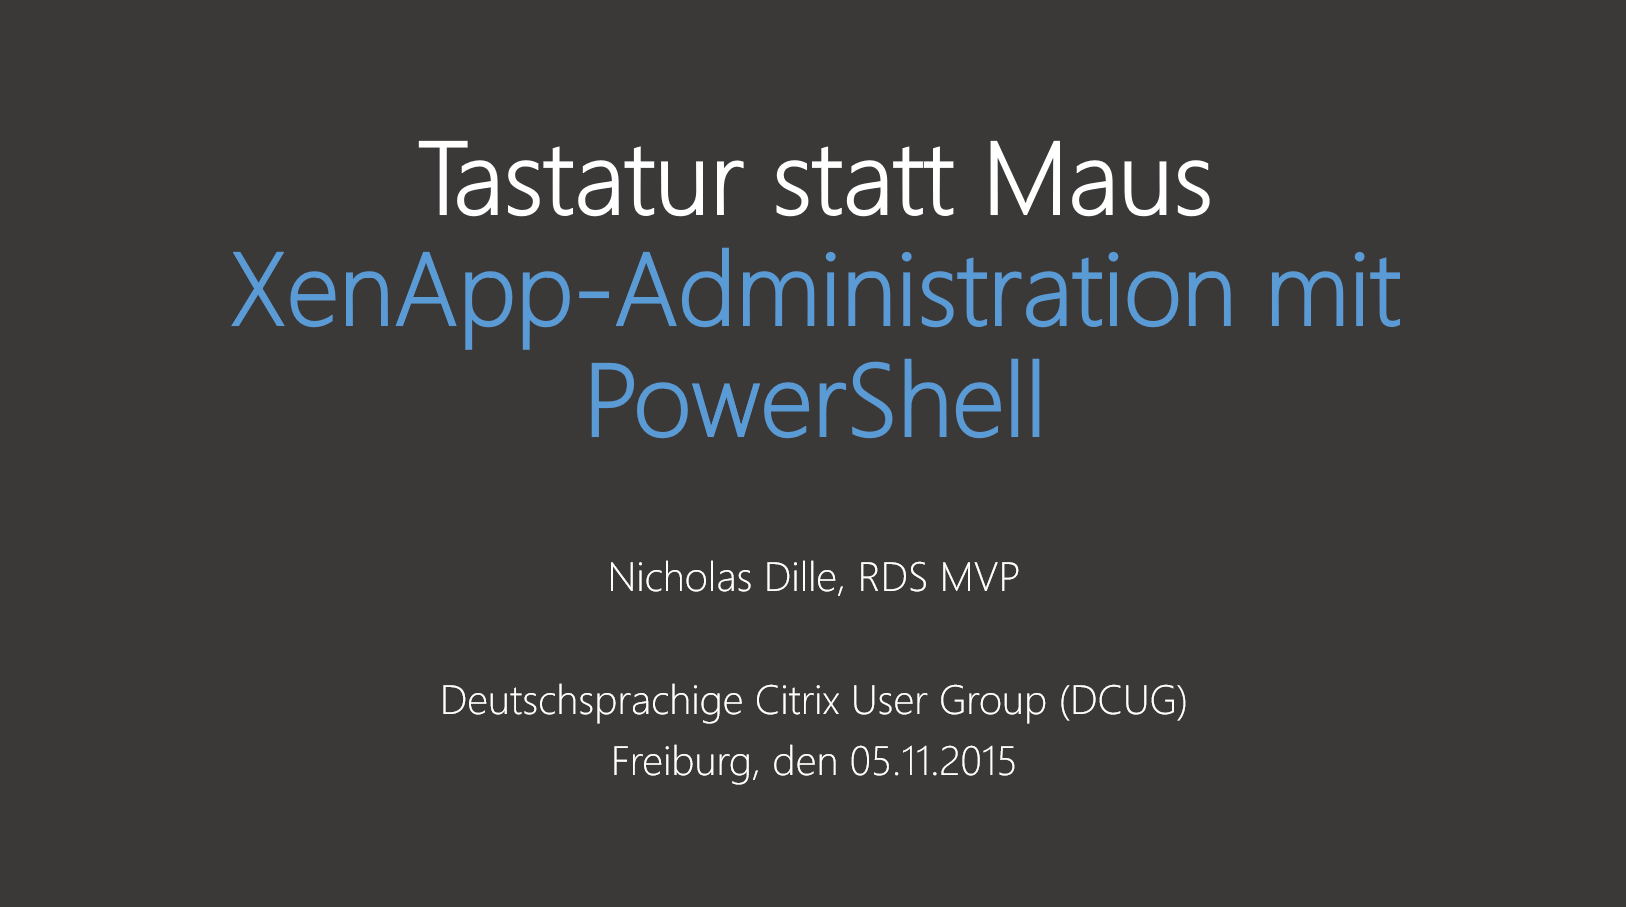 Tastatur statt Maus
XenApp-Administration mit
PowerShell
Nicholas Dille, RDS MVP
Deutschsprachige Citrix User Group (DCUG)
Freiburg, den 05.11.2015